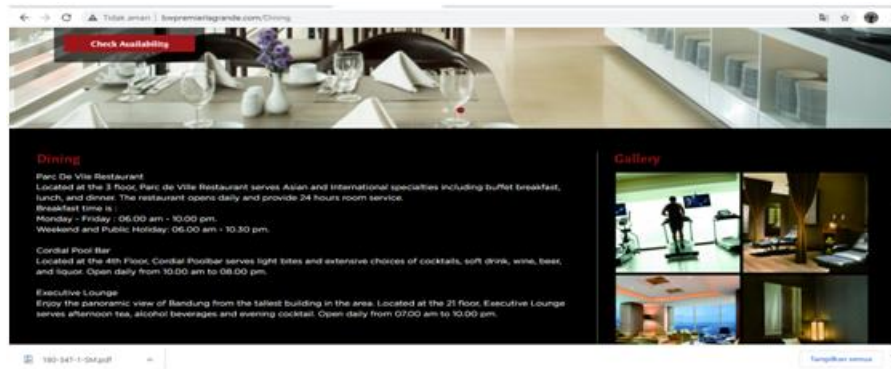 Tidak aman | bwpremierlagrande.com/Dining
Check Availability
Dining
Parc De Vile Restaurant
Located at the 3 floor, Parc de Ville Restaurant serves Asian and International specialties including buffet breakfast,
lunch, and dinner. The restaurant opens daily and provide 24 hours room service.
Breakfast time is :
Monday - Friday : 06.00 am - 10.00 pm.
Weekend and Public Holiday: 06.00 am - 10.30 pm.
Cordial Pool Bar
Located at the 4th Floor, Cordial Poolbar serves light bites and extensive choices of cocktails, soft drink, wine, beer,
and liquor. Open daily from 10.00 am to 08.00 pm.
Executive Lounge
Enjoy the panoramic view of Bandung from the tallest building in the area. Located at the 21 floor, Executive Lounge
serves afternoon tea, alcohol beverages and evening cocktail. Open daily from 07.00 am to 10.00 pm.
Gallery
180-347-1-SM.pdf
Tampilkan semua